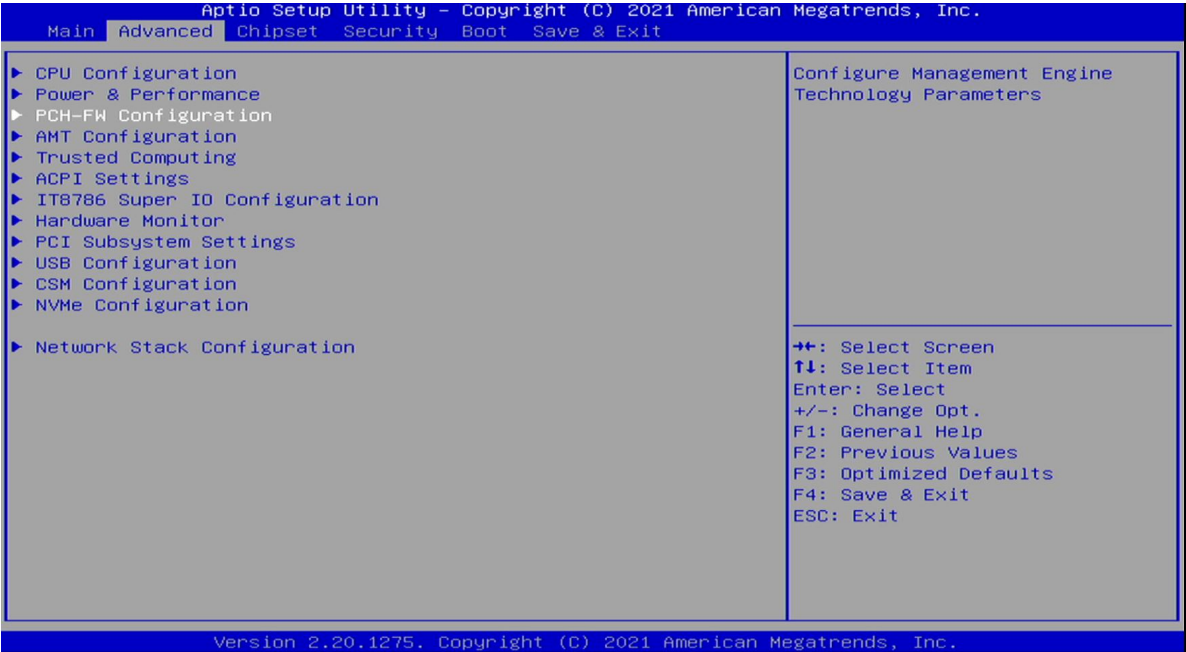 Aptio Setup Utility – Copyright (C) 2021 American Megatrends, Inc.
Main Advanced Chipset Security Boot Save & Exit
▶ CPU Configuration
▶ Power & Performance
▶ PCH-FW Configuration
▶ AMT Configuration
▶ Trusted Computing
▶ ACPI Settings
▶ IT8786 Super IO Configuration
▶ Hardware Monitor
▶ PCI Subsystem Settings
▶ USB Configuration
▶ CSM Configuration
▶ NVMe Configuration
▶ Network Stack Configuration
Configure Management Engine
Technology Parameters
→←: Select Screen
↑↓: Select Item
Enter: Select
+/-: Change Opt.
F1: General Help
F2: Previous Values
F3: Optimized Defaults
F4: Save & Exit
ESC: Exit
Version 2.20.1275. Copyright (C) 2021 American Megatrends, Inc.